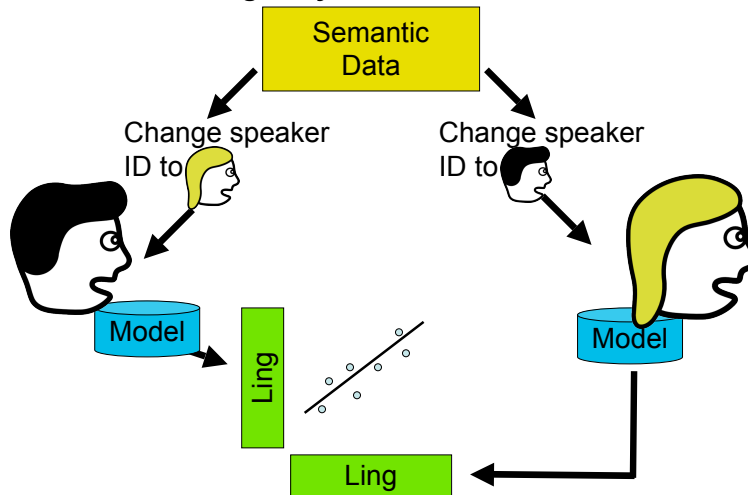 Semantic
Data
Change speaker
ID to
Change speaker
ID to
Model
Model
Ling
Ling